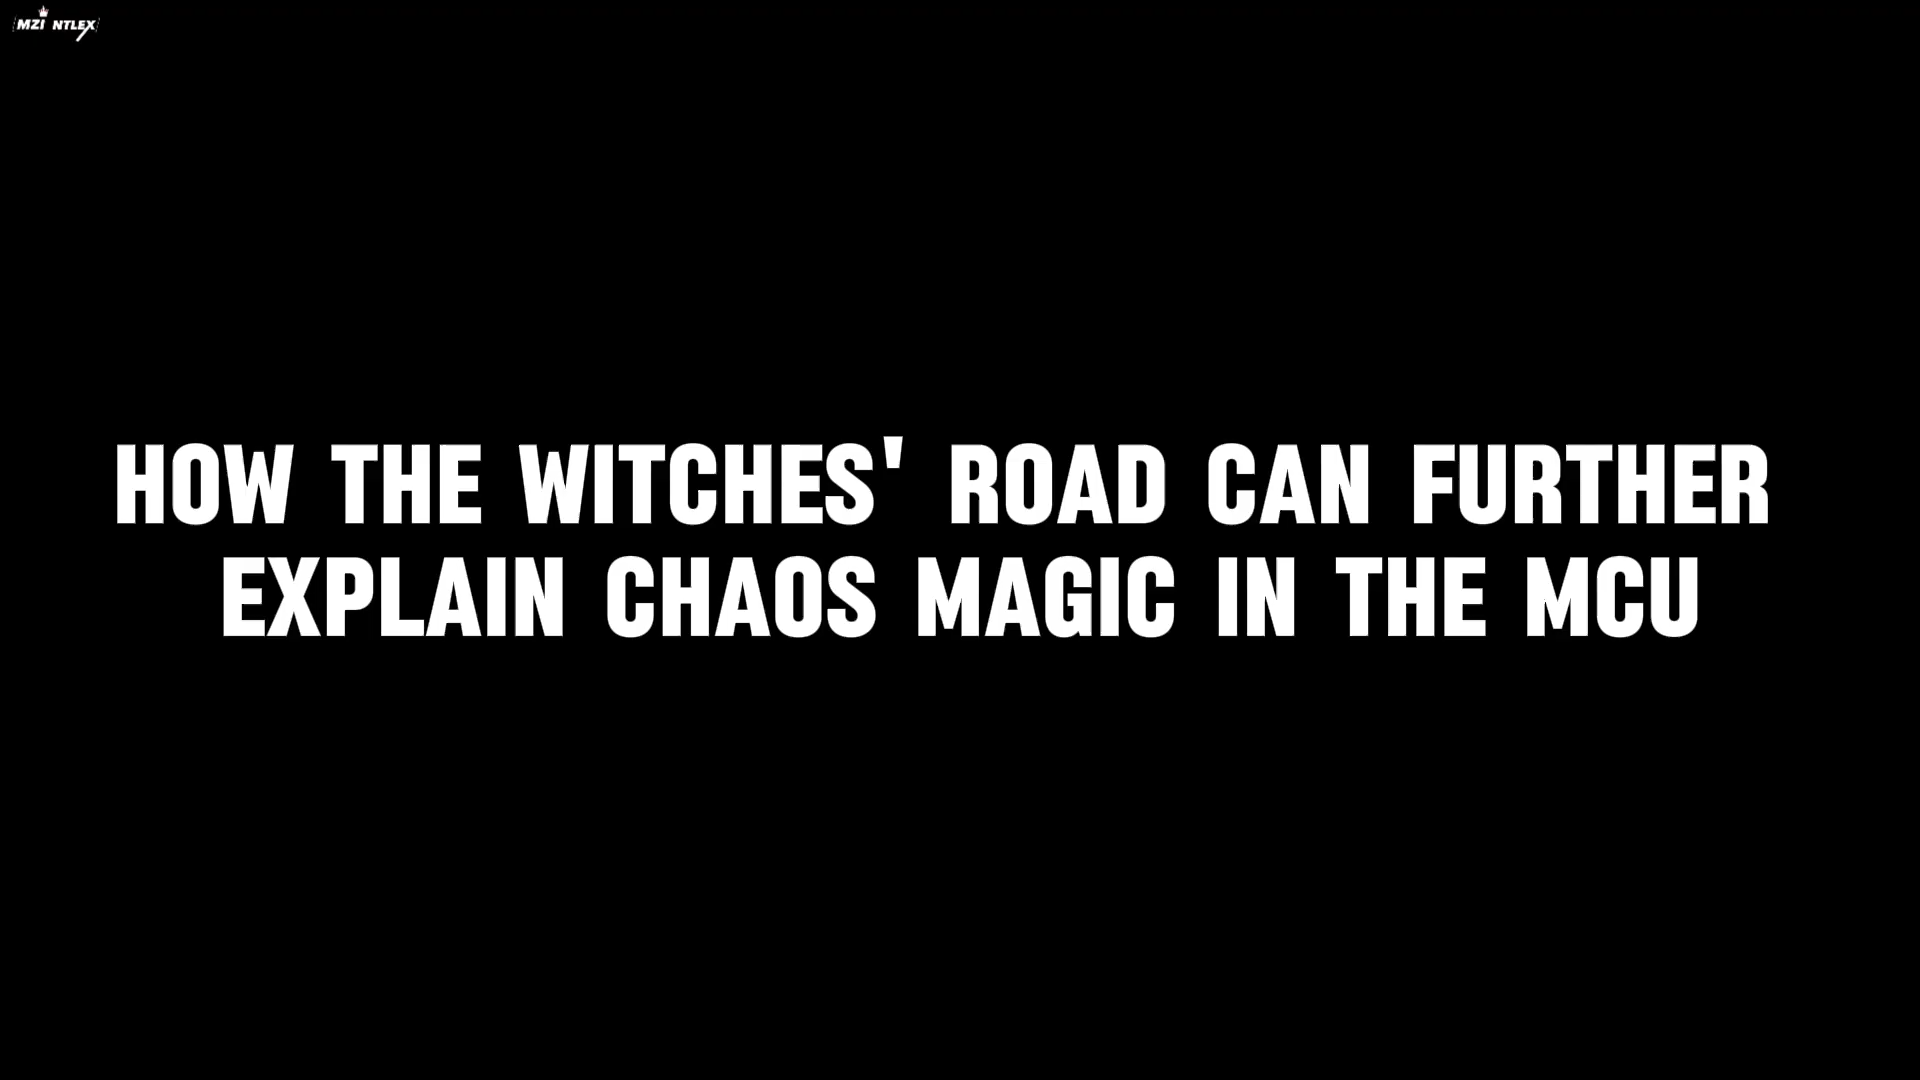 MZI NTLEX
HOW THE WITCHES' ROAD CAN FURTHER
EXPLAIN CHAOS MAGIC IN THE MCU